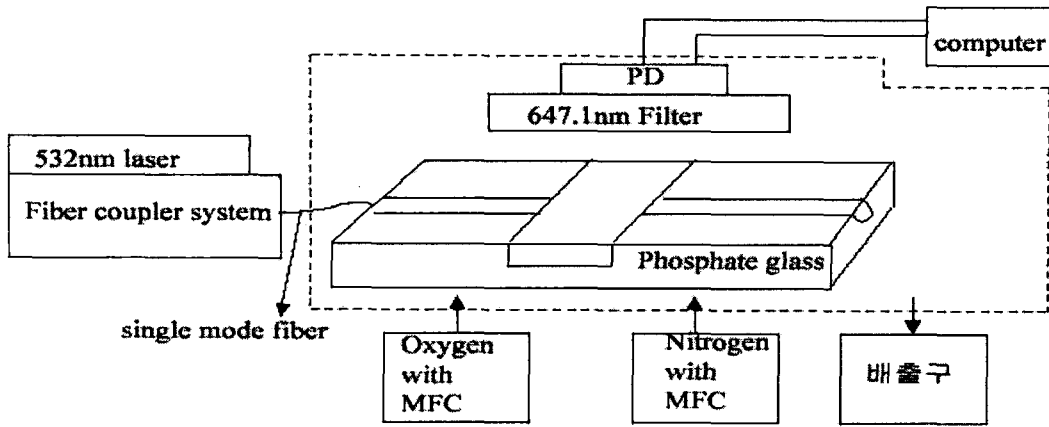 computer
PD
647.1nm Filter
532nm laser
Fiber coupler system
Phosphate glass
single mode fiber
Oxygen
with
MFC
Nitrogen
with
MFC
배출구